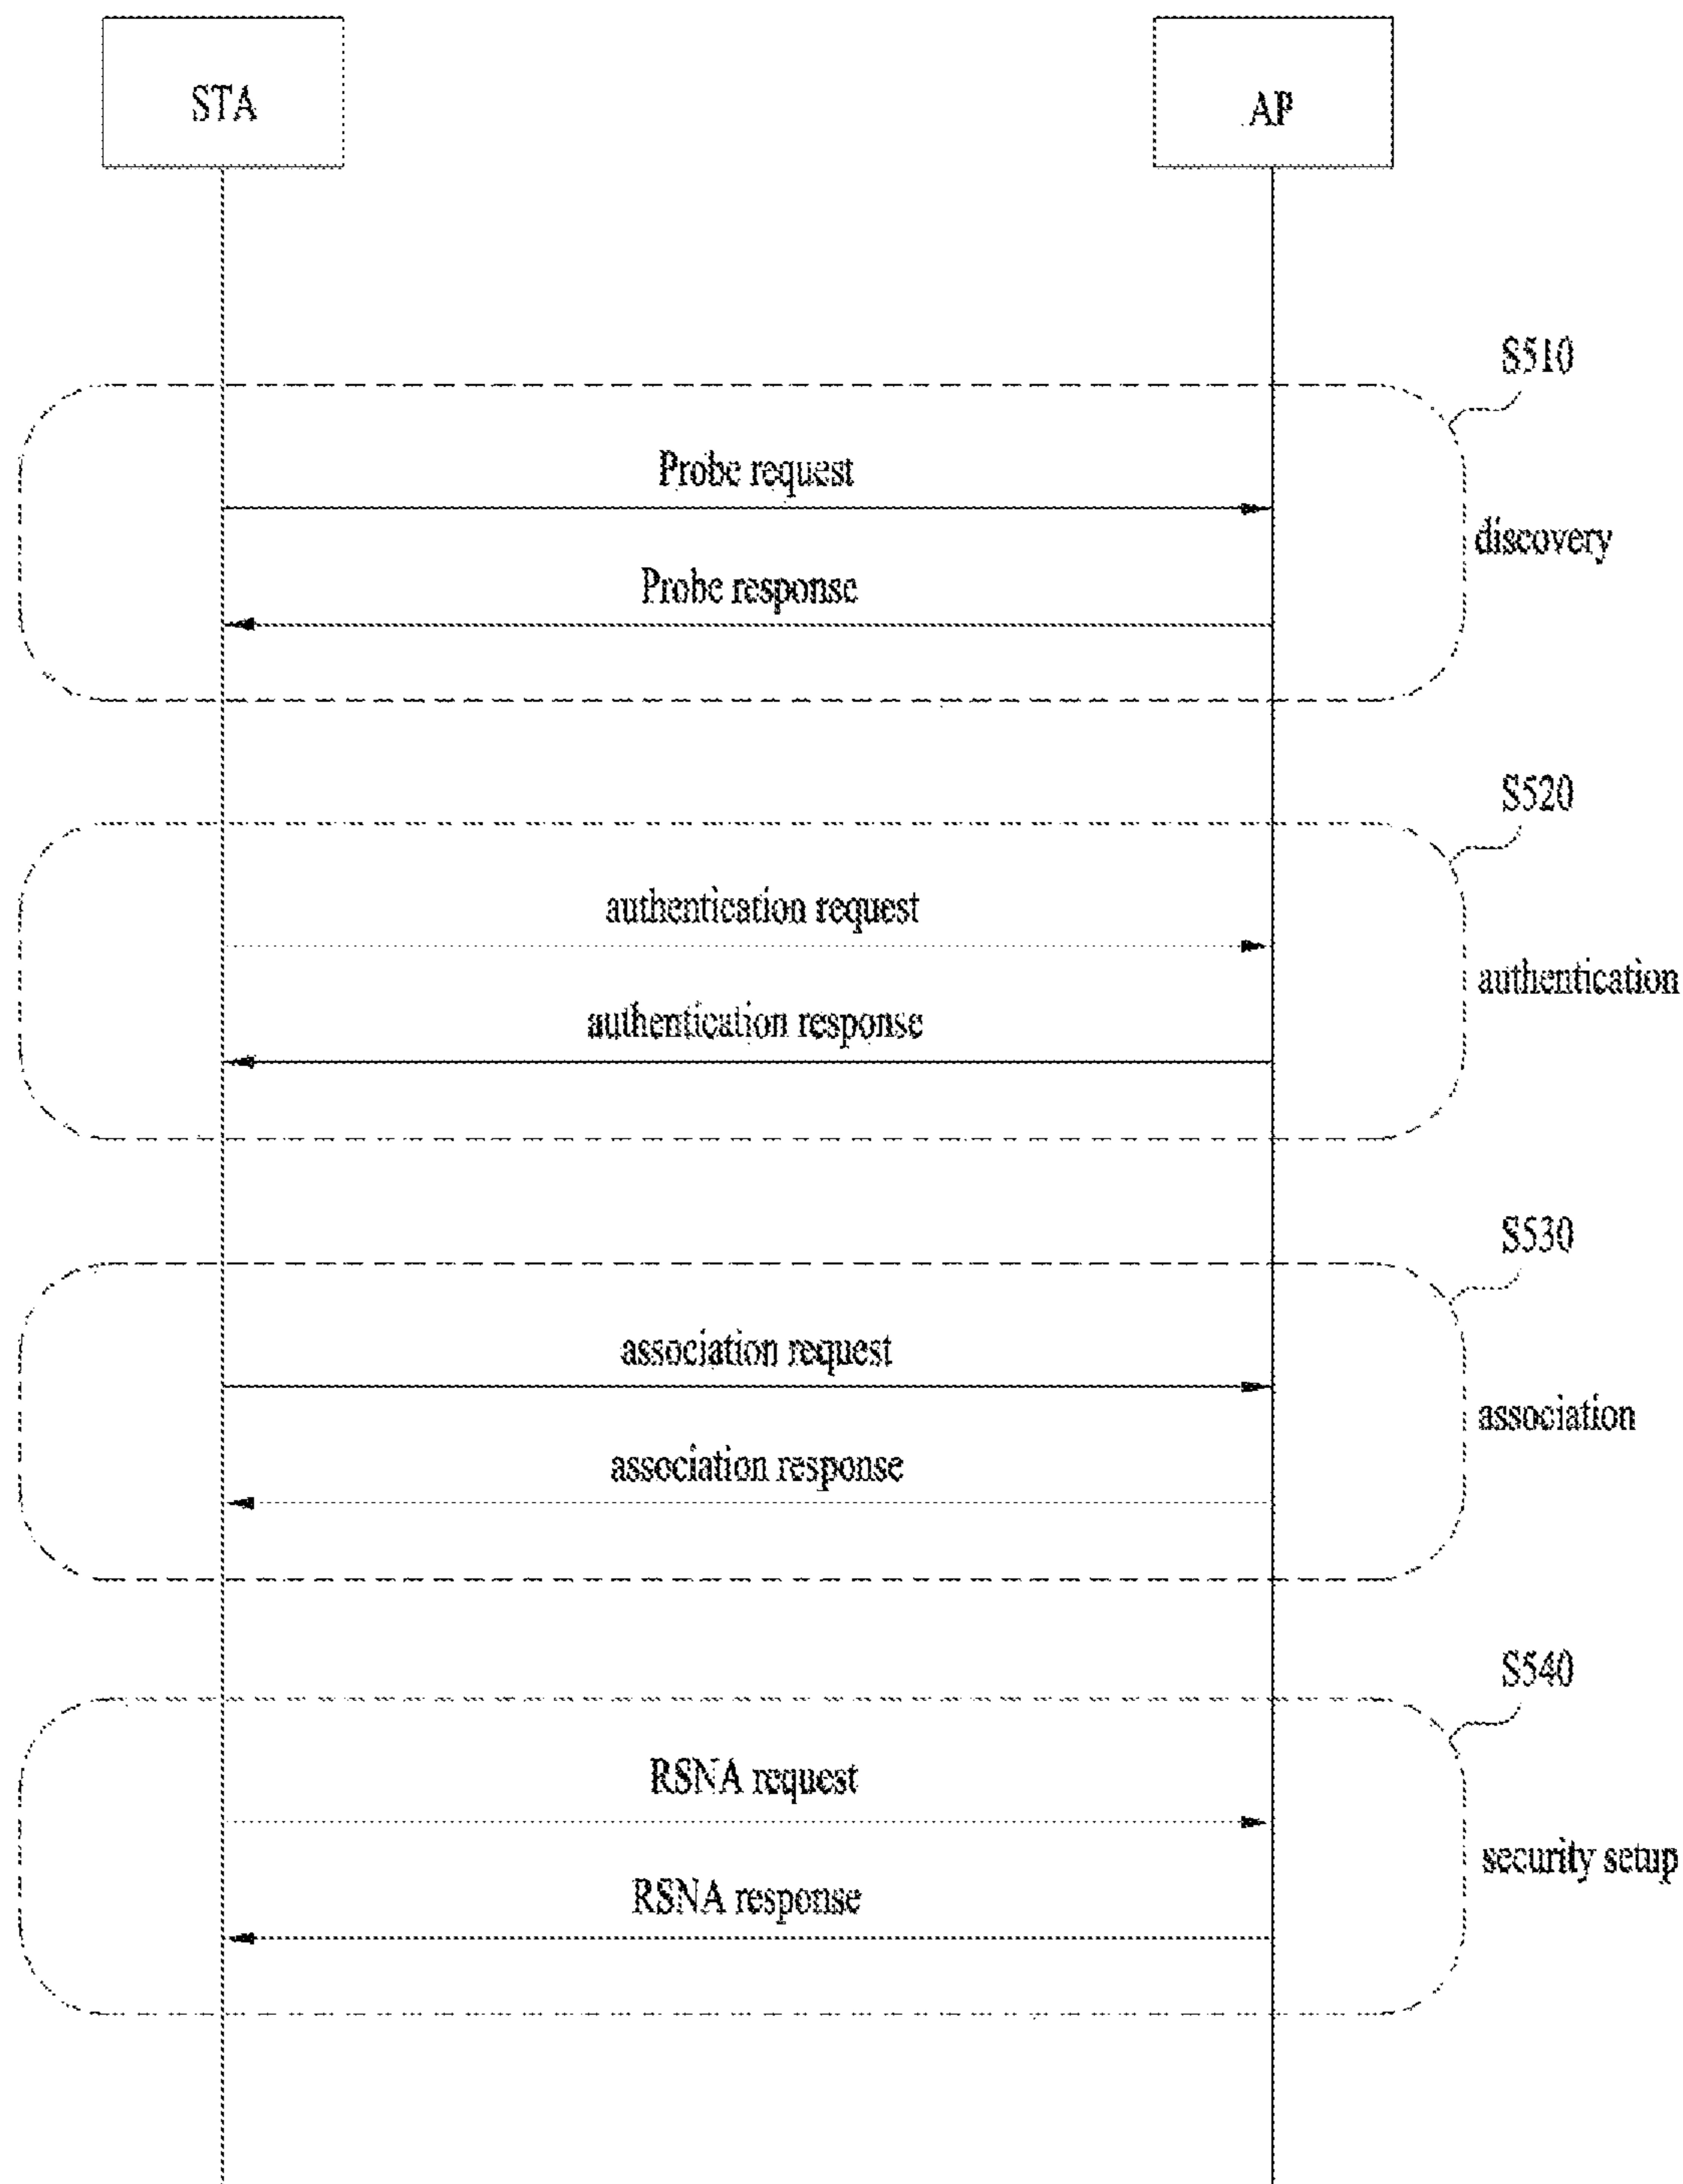 STA
AP
S510
Probe request
discovery
Probe response
S520
authentication request
authentication
authentication response
S530
association request
association
association response
S540
RSNA request
security setup
RSNA response